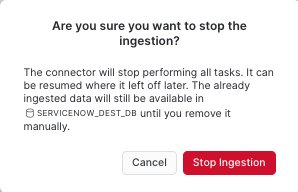 Are you sure you want to stop the
ingestion?
The connector will stop performing all tasks. It can
be resumed where it left off later. The already
ingested data will still be available in
SERVICENOW_DEST_DB until you remove it
manually.
Cancel
Stop Ingestion